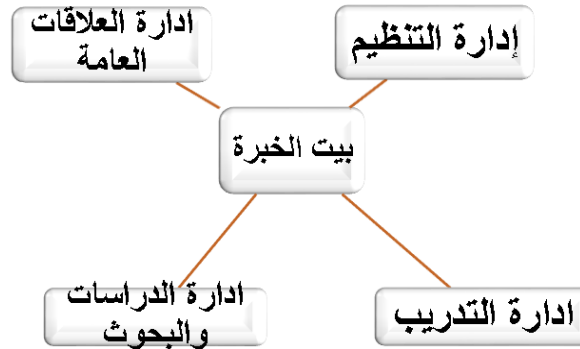 إدارة التنظيم
ادارة العلاقات
العامة
بيت الخبرة
ادارة التدريب
ادارة الدراسات
والبحوث